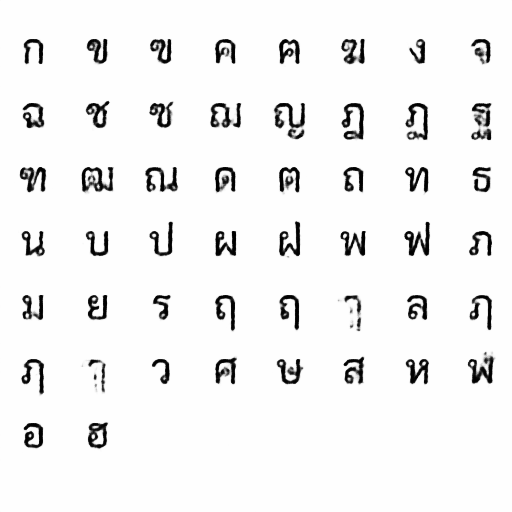 ก ข ฃ ค ฅ ฆ ง จ
ฉ ช ซ ฌ ญ ฎ ฏ ฐ
ฑ ฒ ณ ด ต ถ ท ธ
น บ ป ผ ฝ พ ฟ ภ
ม ย ร ฤ ฤ ล ฦ
ฦ ว ศ ษ ส ห ฬ
อ ฮ